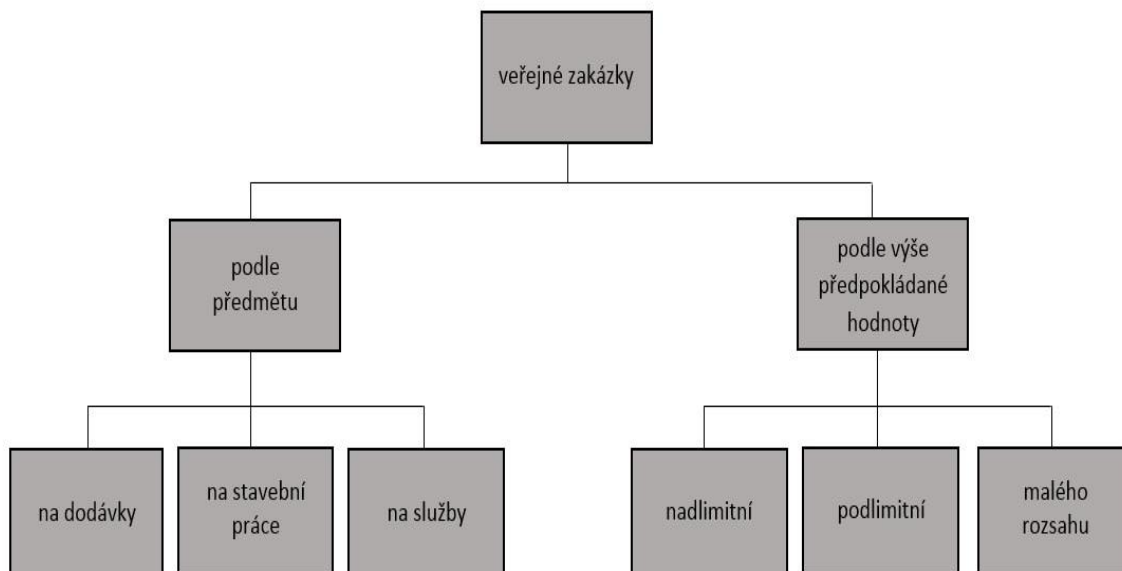 veřejné zakázky
podle
předmětu
podle výše
předpokládané
hodnoty
na dodávky
na stavební
práce
na služby
nadlimitní
podlimitní
malého
rozsahu